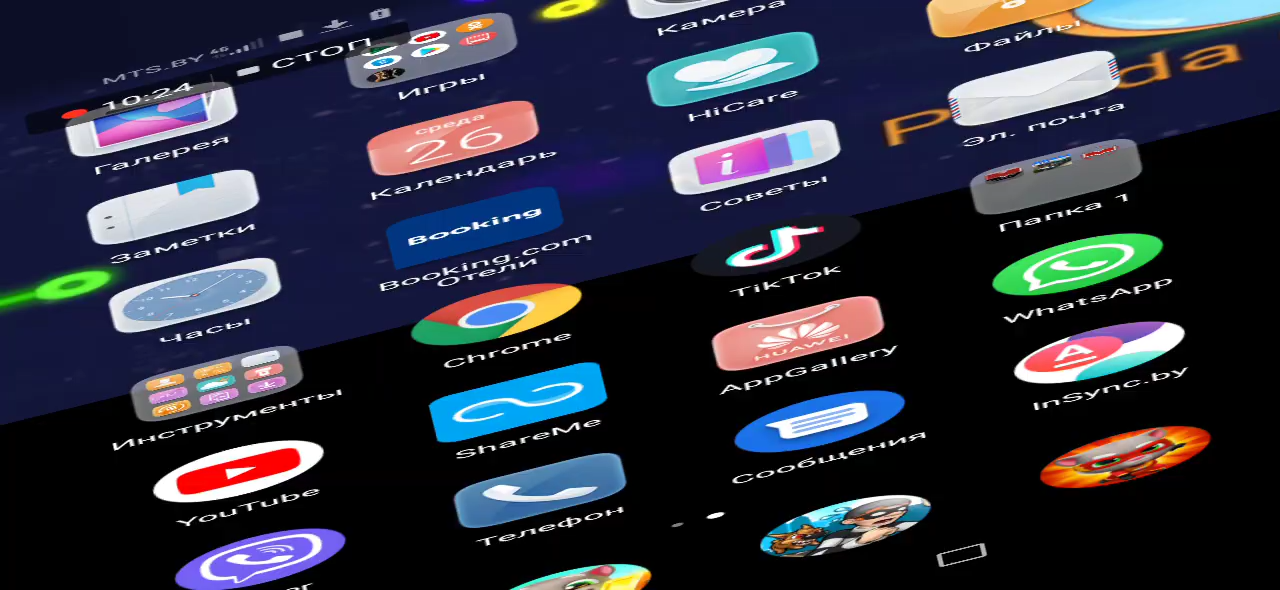 MTS.BY 4G
10:24
СТОП
Галерея
Игры
Камера
Файлы
Заметки
среда
26
Календарь
HiCare
Эл. почта
Часы
Booking
Booking.com
Отели
Советы
Папка 1
Инструменты
Chrome
TikTok
WhatsApp
YouTube
ShareMe
HUAWEI
AppGallery
InSync.by
Телефон
Сообщения